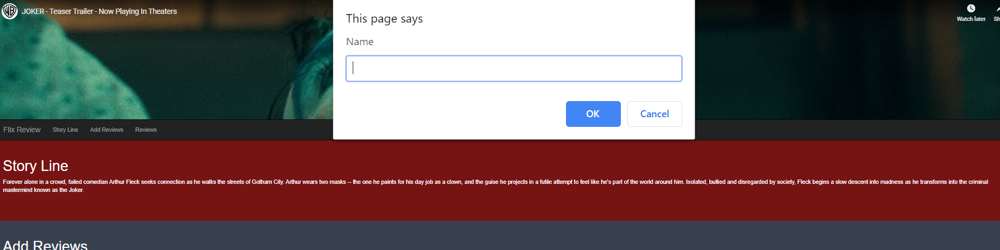 WB
JOKER - Teaser Trailer - Now Playing In Theaters
Watch later
Sh
This page says
Name
OK
Cancel
Flix Review
Story Line
Add Reviews
Reviews
Story Line
Forever alone in a crowd, failed comedian Arthur Fleck seeks connection as he walks the streets of Gotham City. Arthur wears two masks -- the one he paints for his day job as a clown, and the guise he projects in a futile attempt to feel like he's part of the world around him. Isolated, bullied and disregarded by society, Fleck begins a slow descent into madness as he transforms into the criminal
mastermind known as the Joker.
Add Reviews